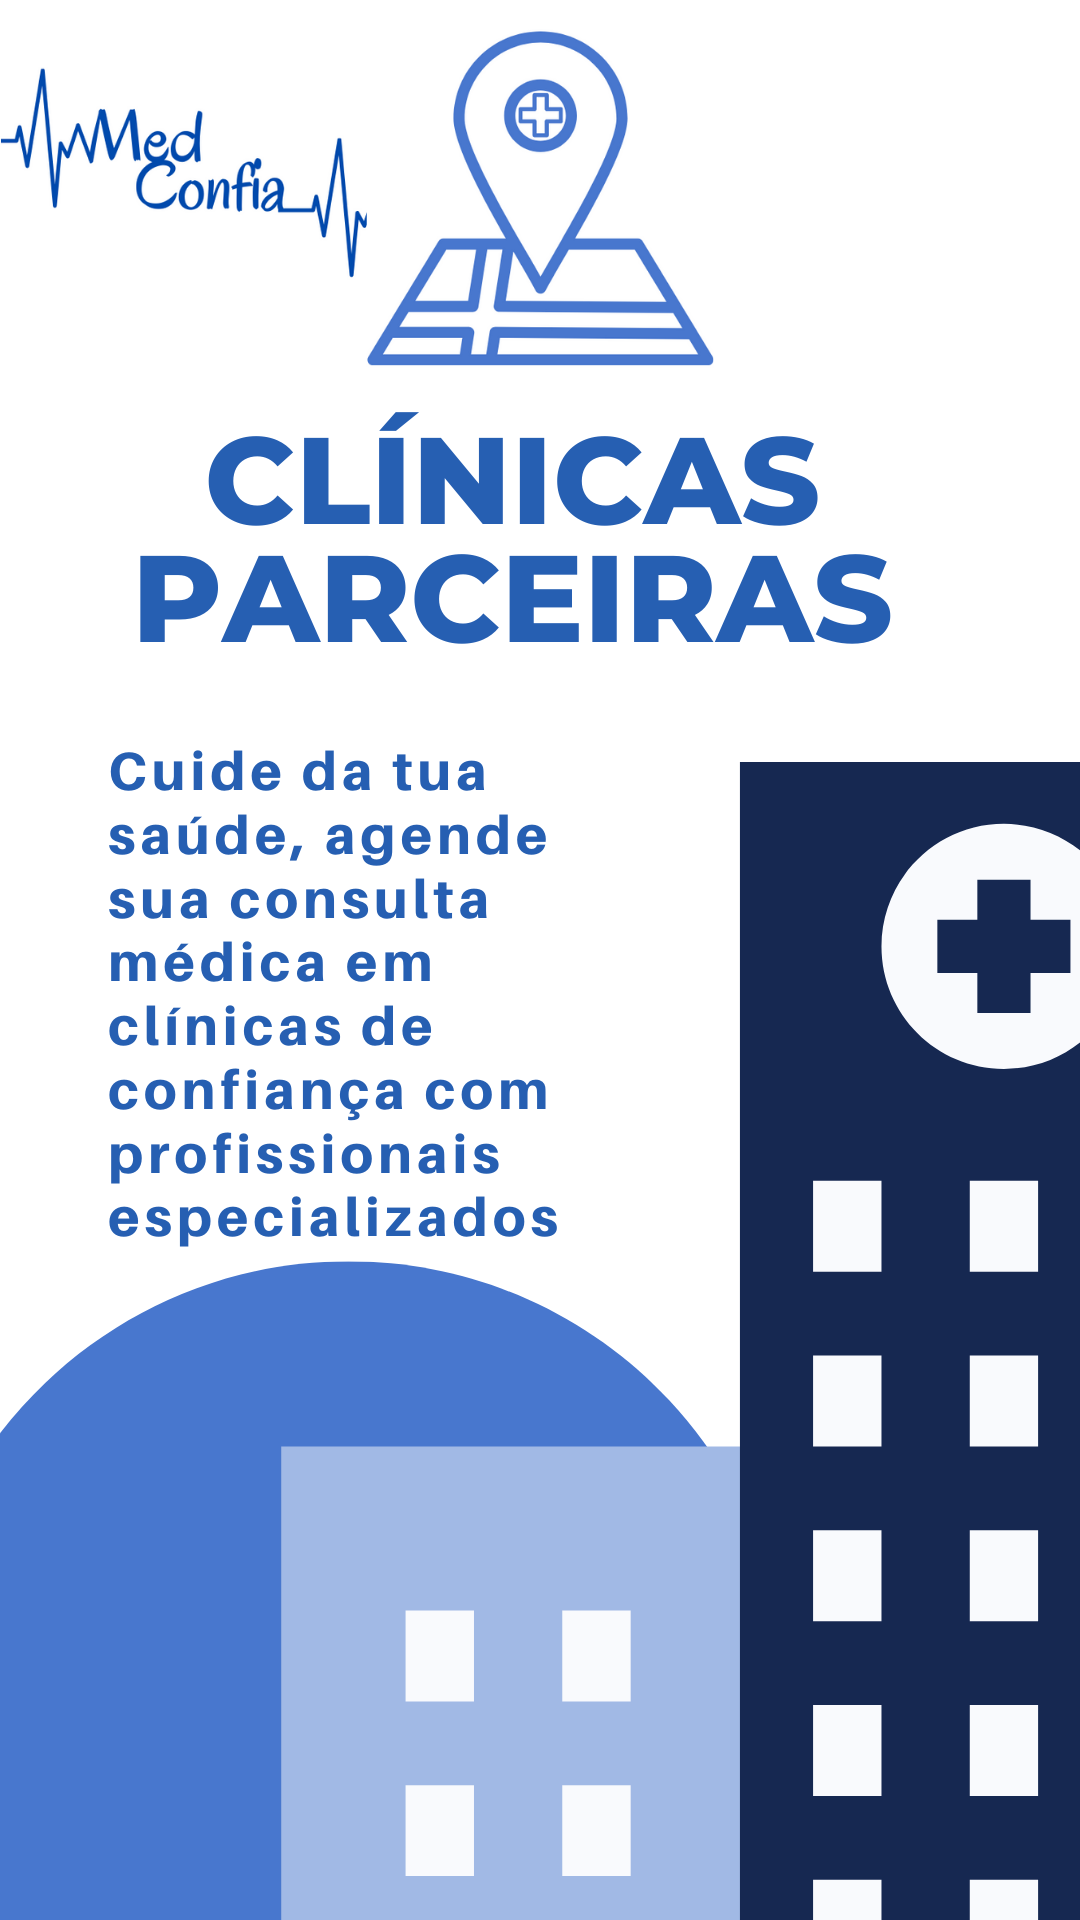 Med
Confia
CLÍNICAS
PARCEIRAS
Cuide da tua
saúde, agende
sua consulta
médica em
clínicas de
confiança com
profissionais
especializados